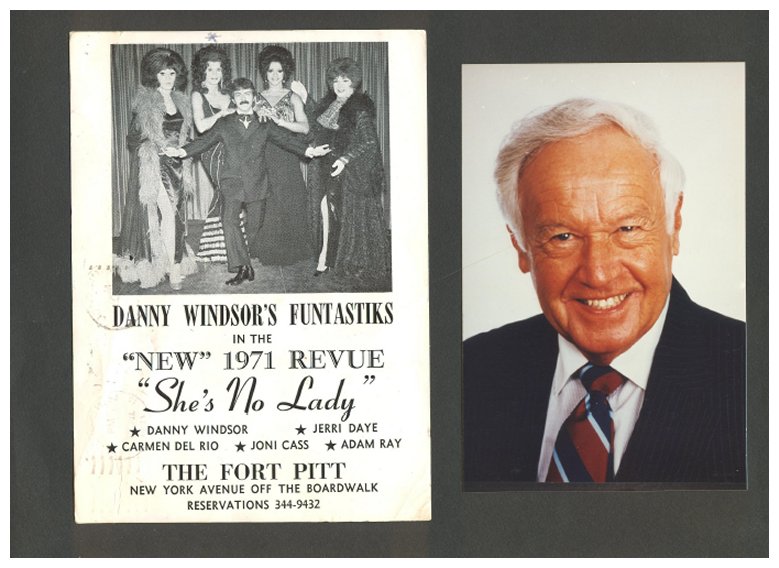 DANNY WINDSOR'S FUNTASTIKS
IN THE
"NEW" 1971 REVUE
"She's No Lady"
★ DANNY WINDSOR ★ JERRI DAYE
★ CARMEN DEL RIO ★ JONI CASS ★ ADAM RAY
THE FORT PITT
NEW YORK AVENUE OFF THE BOARDWALK
RESERVATIONS 344-9432